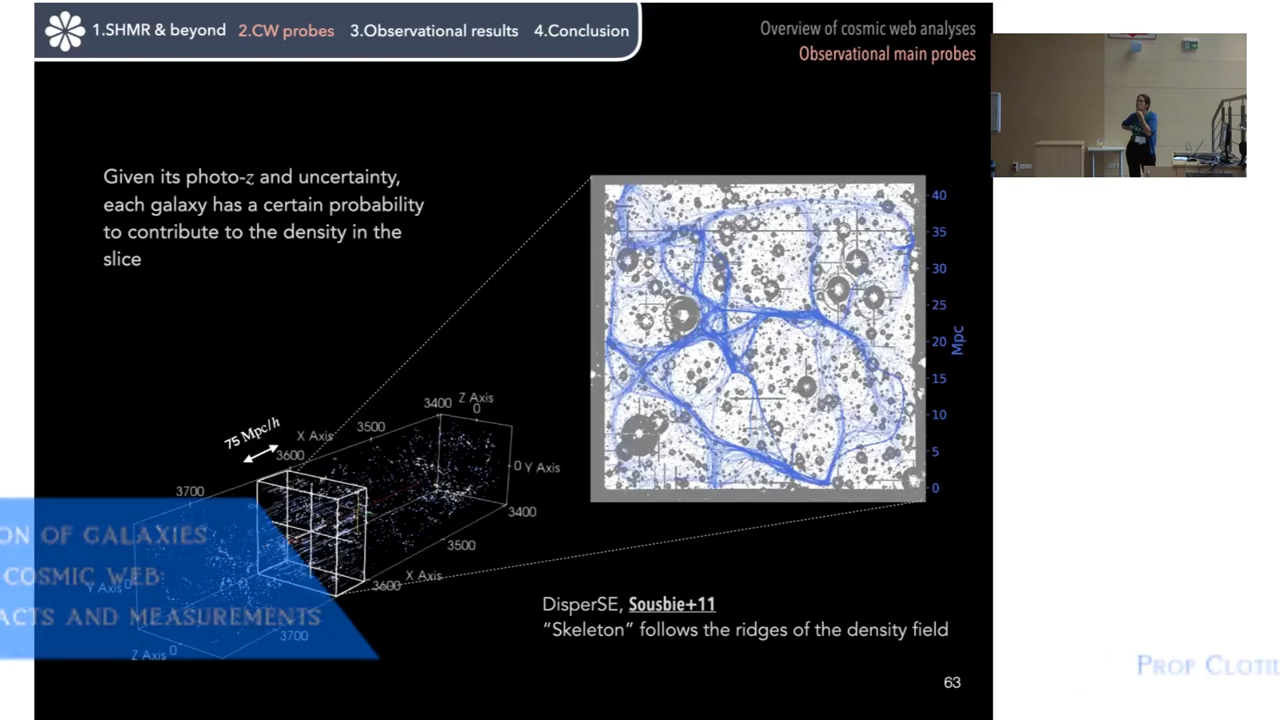 1.SHMR & beyond 2.CW probes 3.Observational results 4.Conclusion
Overview of cosmic web analyses
Observational main probes
Given its photo-z and uncertainty,
each galaxy has a certain probability
to contribute to the density in the
slice
40
35
30
25
20
15
10
5
0
Mpc
75 Mpc/h
3400
Z Axis
0
3500
X Axis
3600
3700
0 Y Axis
3400
3500
X Axis
3600
3700
Y Axis 0
Z Axis 0
ON OF GALAXIES
COSMIC WEB:
ACTS AND MEASUREMENTS
DisperSE, Sousbie+11
“Skeleton” follows the ridges of the density field
63
PROF CLOTIL